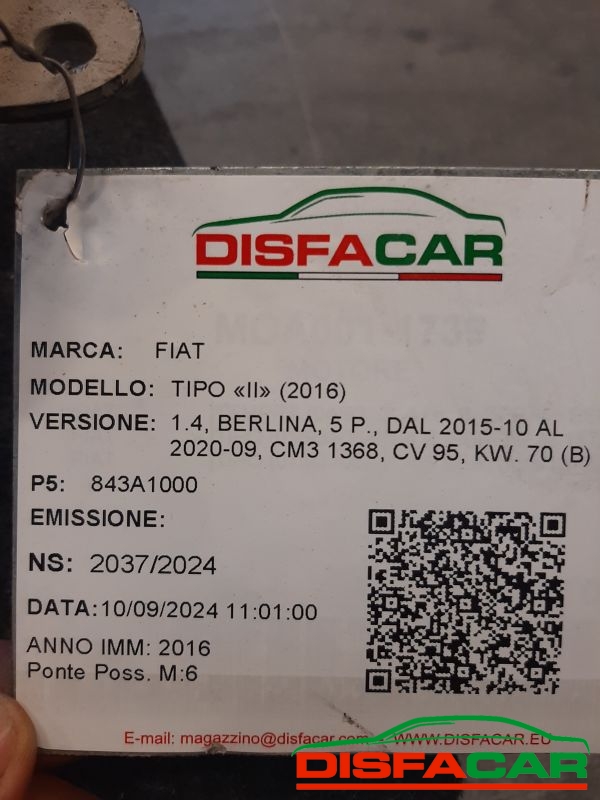 DISFACAR
MARCA: FIAT
MODELLO: TIPO «II» (2016)
VERSIONE: 1.4, BERLINA, 5 P., DAL 2015-10 AL
2020-09, CM3 1368, CV 95, KW. 70 (B)
P5: 843A1000
EMISSIONE:
NS: 2037/2024
DATA:10/09/2024 11:01:00
ANNO IMM: 2016
Ponte Poss. M:6
E-mail: magazzino@disfacar.com - WWW.DISFACAR.EU
DISFACAR